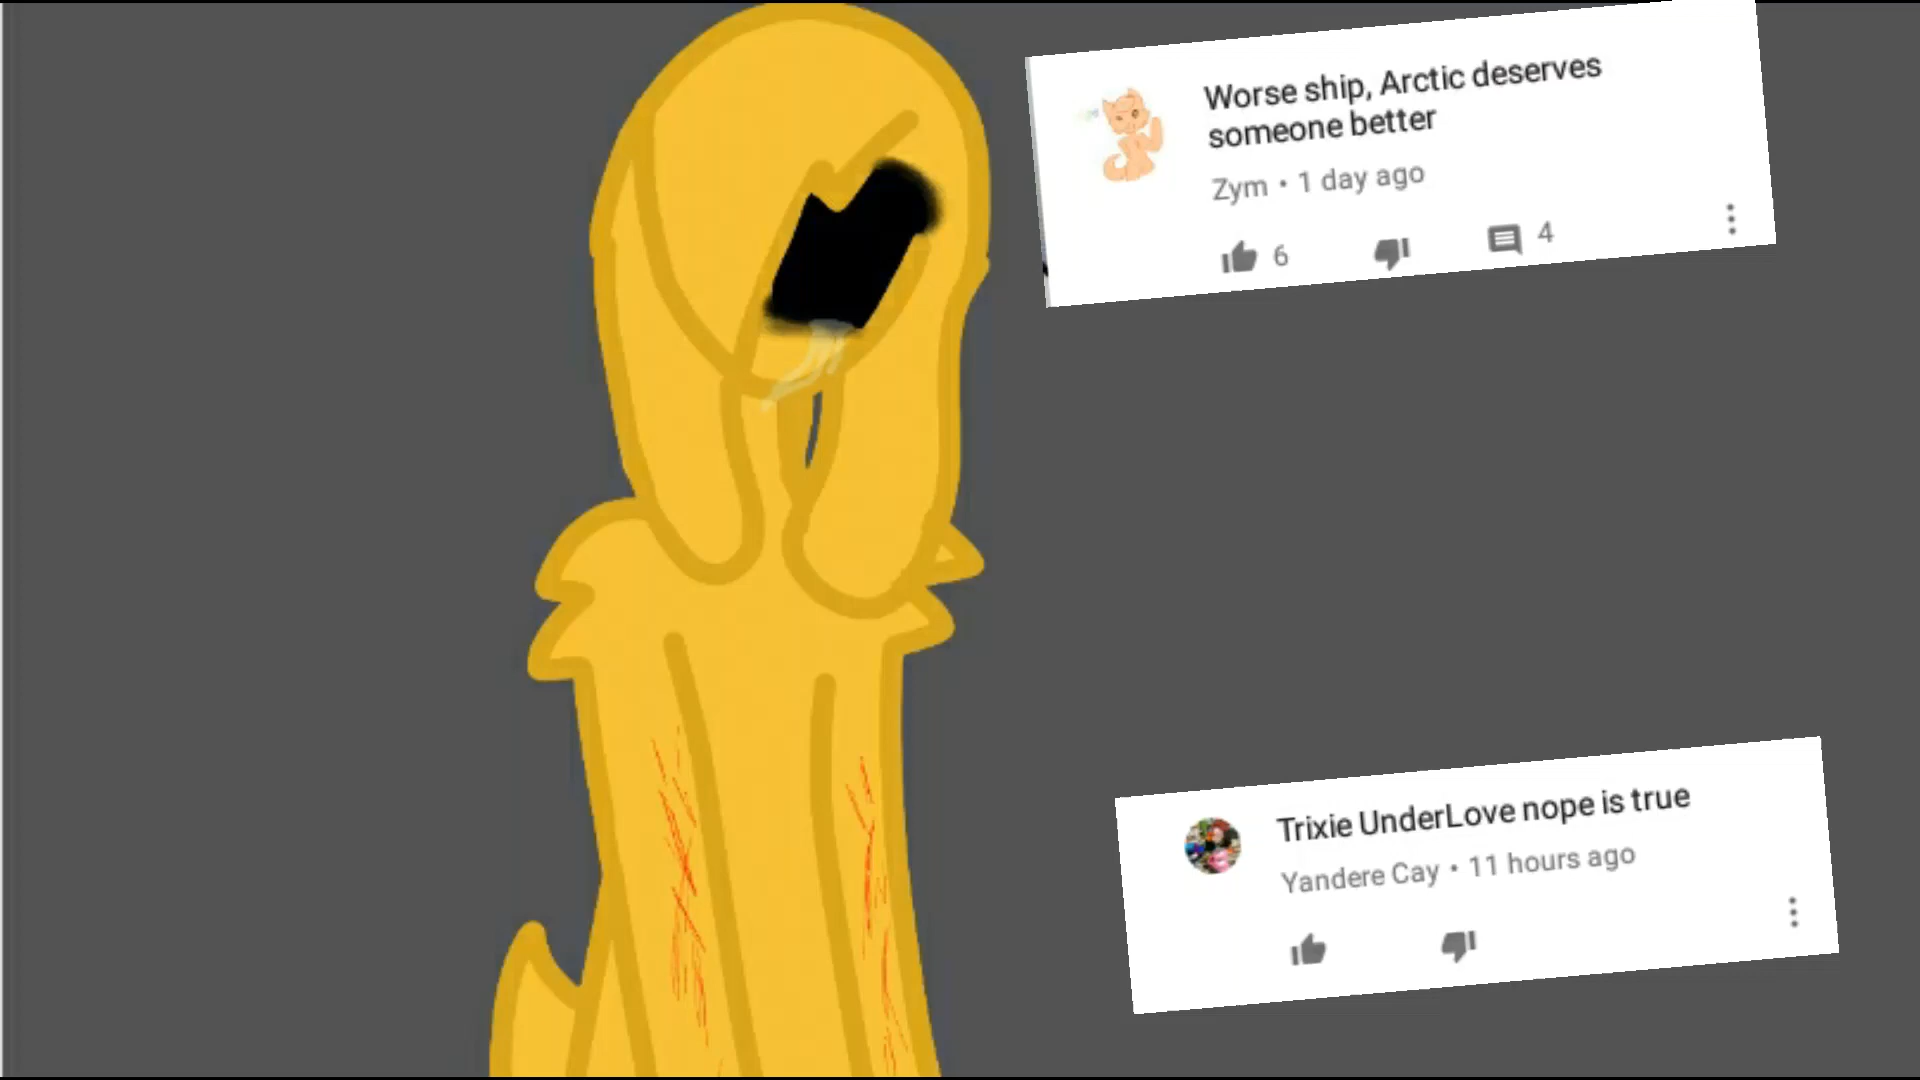 Worse ship, Arctic deserves
someone better
Zym • 1 day ago
6
4
Trixie UnderLove nope is true
Yandere Cay • 11 hours ago